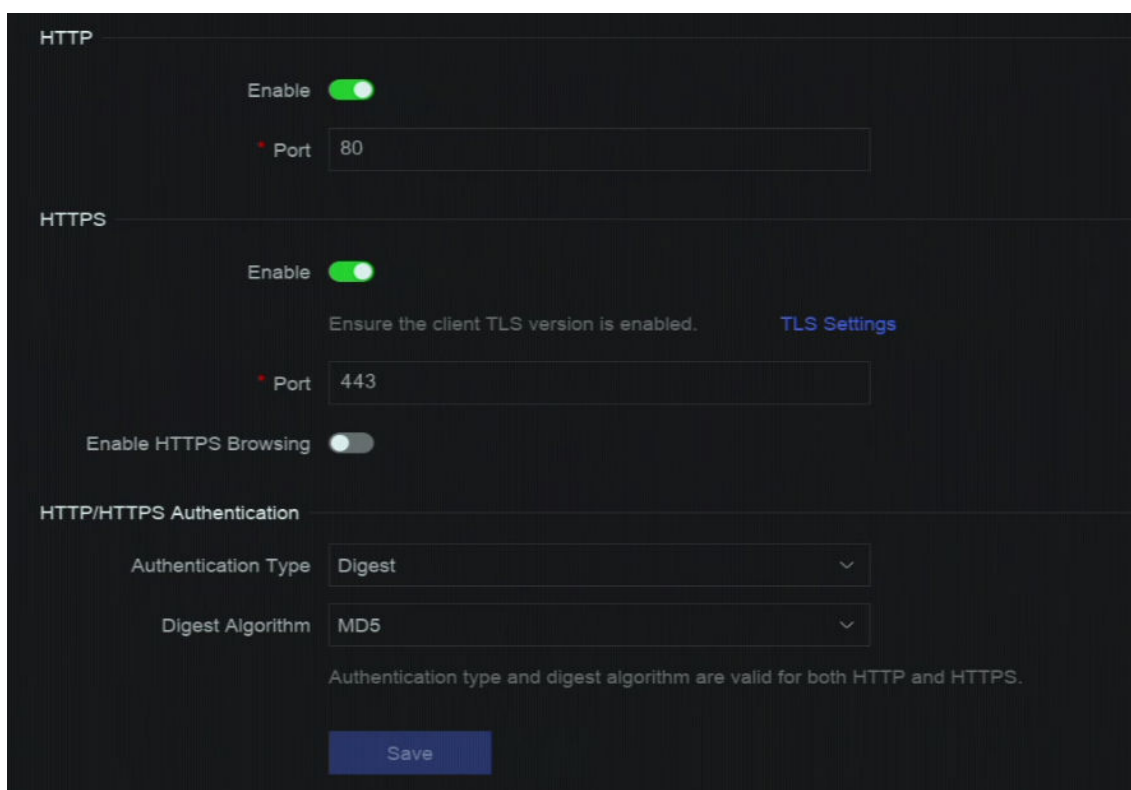 HTTP
Enable
* Port 80
HTTPS
Enable
Ensure the client TLS version is enabled. TLS Settings
* Port 443
Enable HTTPS Browsing
HTTP/HTTPS Authentication
Authentication Type Digest
Digest Algorithm MD5
Authentication type and digest algorithm are valid for both HTTP and HTTPS.
Save